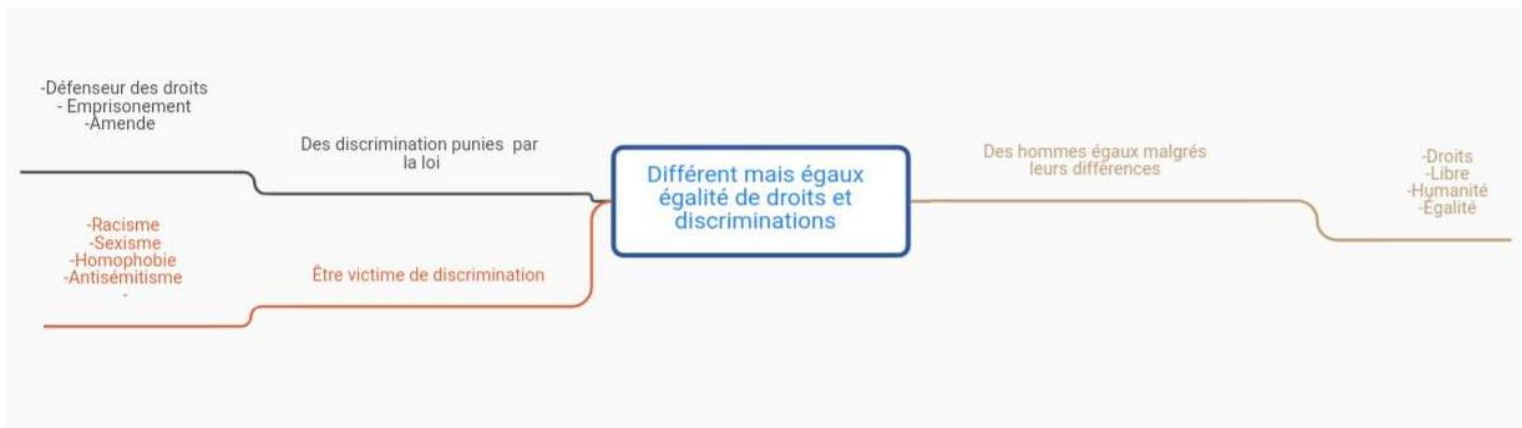 -Défenseur des droits
- Emprisonement
-Amende
Des discrimination punies par
la loi
-Racisme
-Sexisme
-Homophobie
-Antisémitisme
-
Être victime de discrimination
Différent mais égaux
égalité de droits et
discriminations
Des hommes égaux malgrés
leurs différences
-Droits
-Libre
-Humanité
-Égalité